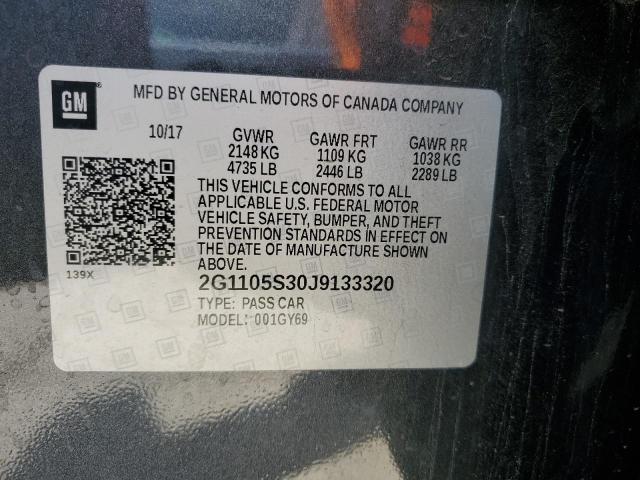 GM
MFD BY GENERAL MOTORS OF CANADA COMPANY
10/17 GVWR GAWR FRT GAWR RR
2148 KG 1109 KG 1038 KG
4735 LB 2446 LB 2289 LB
THIS VEHICLE CONFORMS TO ALL
APPLICABLE U.S. FEDERAL MOTOR
VEHICLE SAFETY, BUMPER, AND THEFT
PREVENTION STANDARDS IN EFFECT ON
THE DATE OF MANUFACTURE SHOWN
ABOVE.
139X
2G1105S30J9133320
TYPE: PASS CAR
MODEL: 001GY69